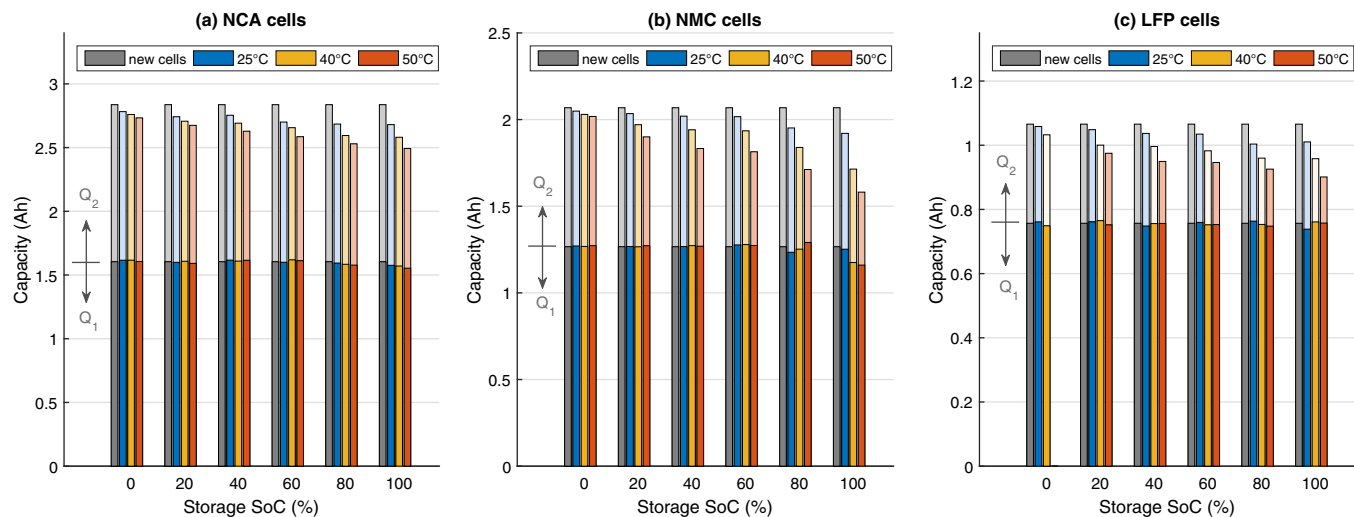 (a) NCA cells
new cells 25°C 40°C 50°C
Capacity (Ah)
3
2.5
2
1.5
1
0.5
0
Q2
Q1
0 20 40 60 80 100
Storage SoC (%)
(b) NMC cells
new cells 25°C 40°C 50°C
Capacity (Ah)
2.5
2
1.5
1
0.5
0
Q2
Q1
0 20 40 60 80 100
Storage SoC (%)
(c) LFP cells
new cells 25°C 40°C 50°C
Capacity (Ah)
1.2
1
0.8
0.6
0.4
0.2
0
Q2
Q1
0 20 40 60 80 100
Storage SoC (%)